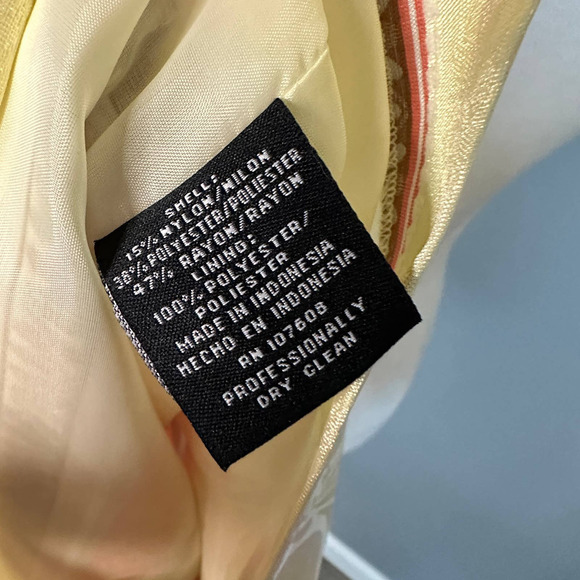 SHELL:
15% NYLON/NILON
38% POLYESTER/POLIESTER
47% RAYON/RAYON
LINING:
100% POLYESTER/
POLIESTER
MADE IN INDONESIA
HECHO EN INDONESIA
RN 107608
PROFESSIONALLY
DRY CLEAN